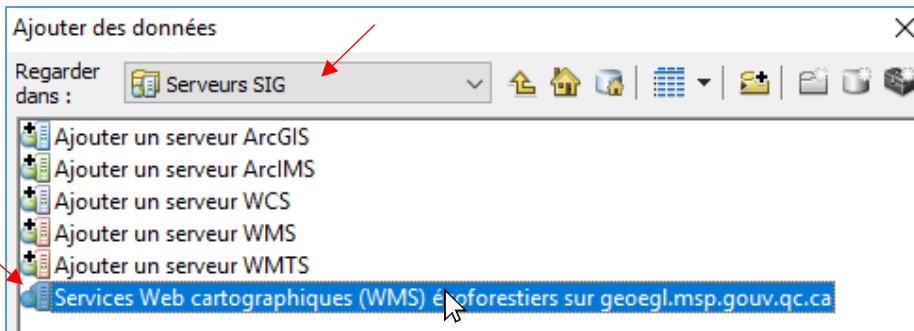 Ajouter des données
Regarder dans :
Serveurs SIG
Ajouter un serveur ArcGIS
Ajouter un serveur ArcIMS
Ajouter un serveur WCS
Ajouter un serveur WMS
Ajouter un serveur WMTS
Services Web cartographiques (WMS) écoforestiers sur geoegl.msp.gouv.qc.ca